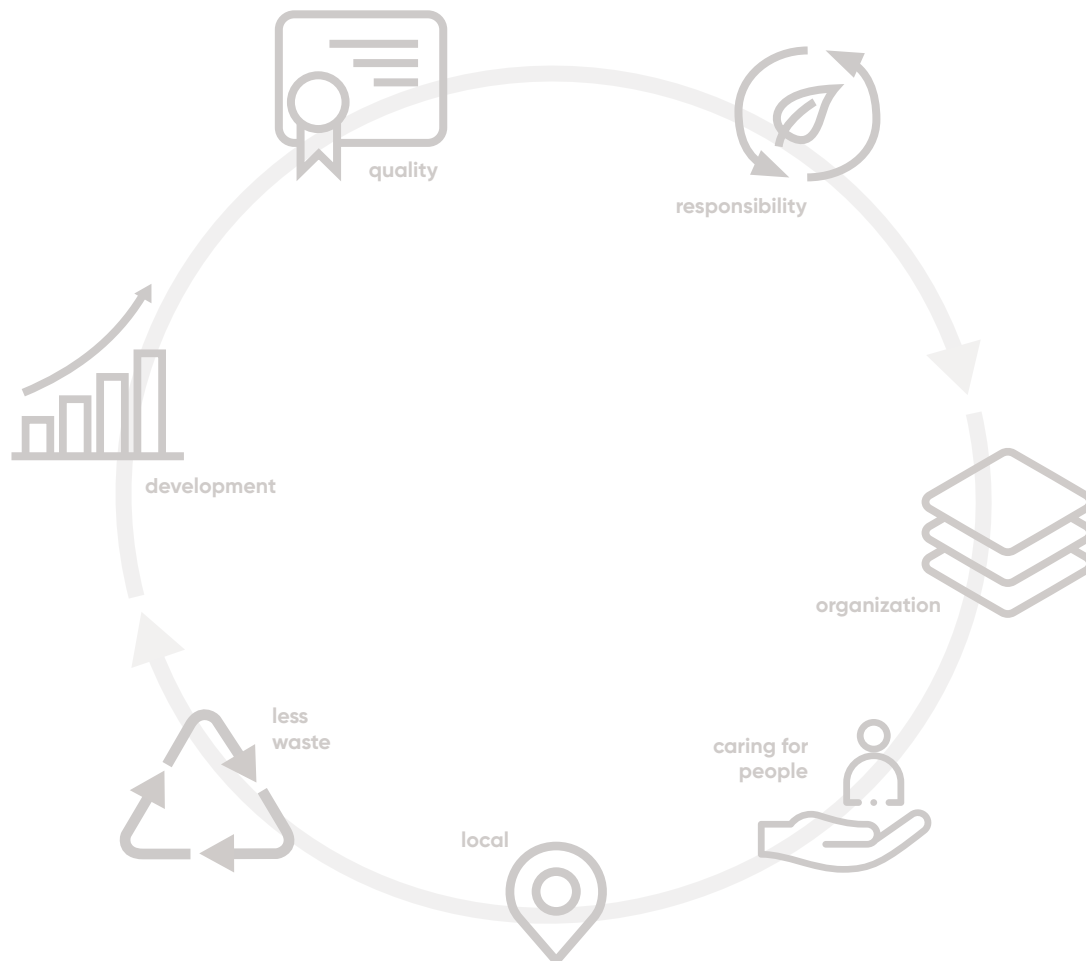 quality
responsibility
development
organization
less
waste
caring for
people
local